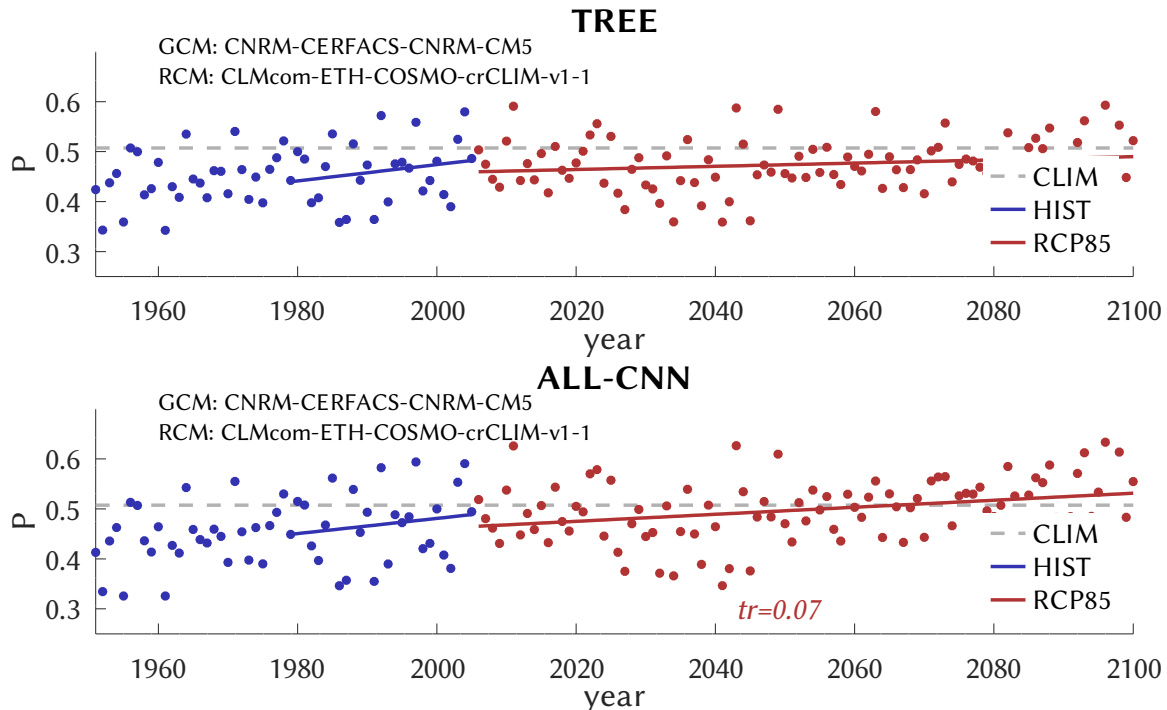 TREE
GCM: CNRM-CERFACS-CNRM-CM5
RCM: CLMcom-ETH-COSMO-crCLIM-v1-1
0.6
0.5
0.4
0.3
P
CLIM
HIST
RCP85
1960 1980 2000 2020 2040 2060 2080 2100
year
ALL-CNN
GCM: CNRM-CERFACS-CNRM-CM5
RCM: CLMcom-ETH-COSMO-crCLIM-v1-1
0.6
0.5
0.4
0.3
P
CLIM
HIST
RCP85
tr=0.07
1960 1980 2000 2020 2040 2060 2080 2100
year